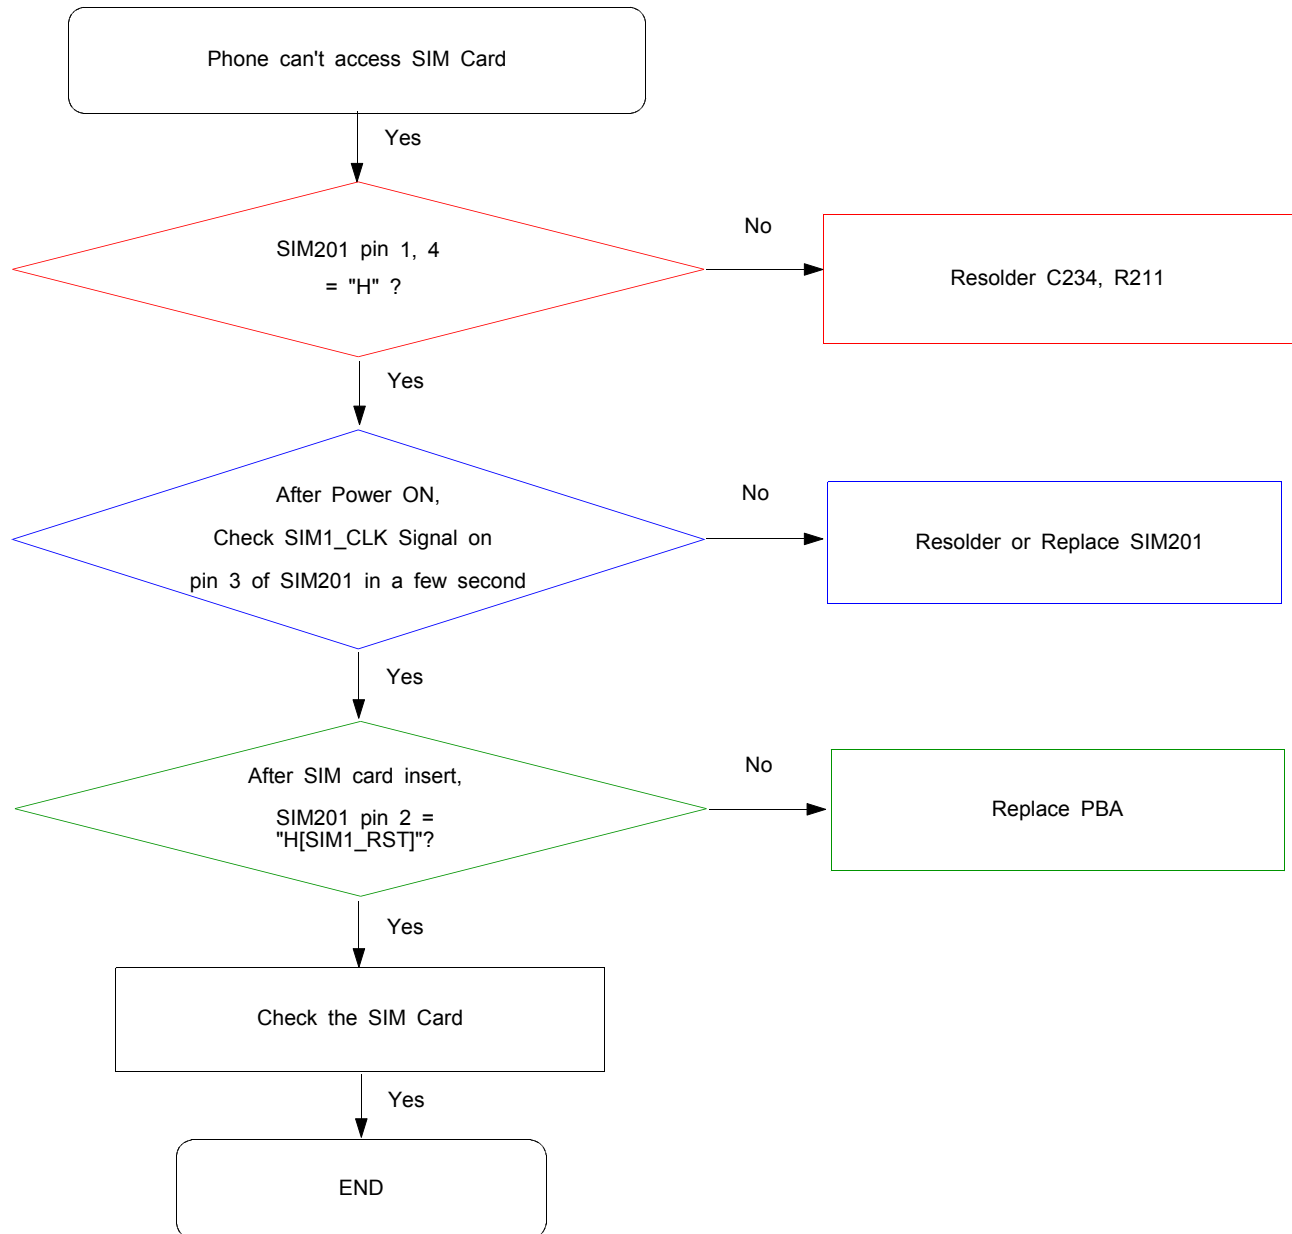 Phone can't access SIM Card
Yes
SIM201 pin 1, 4
= "H" ?
No
Resolder C234, R211
Yes
After Power ON,
Check SIM1_CLK Signal on
pin 3 of SIM201 in a few second
No
Resolder or Replace SIM201
Yes
After SIM card insert,
SIM201 pin 2 =
"H[SIM1_RST]"?
No
Replace PBA
Yes
Check the SIM Card
Yes
END